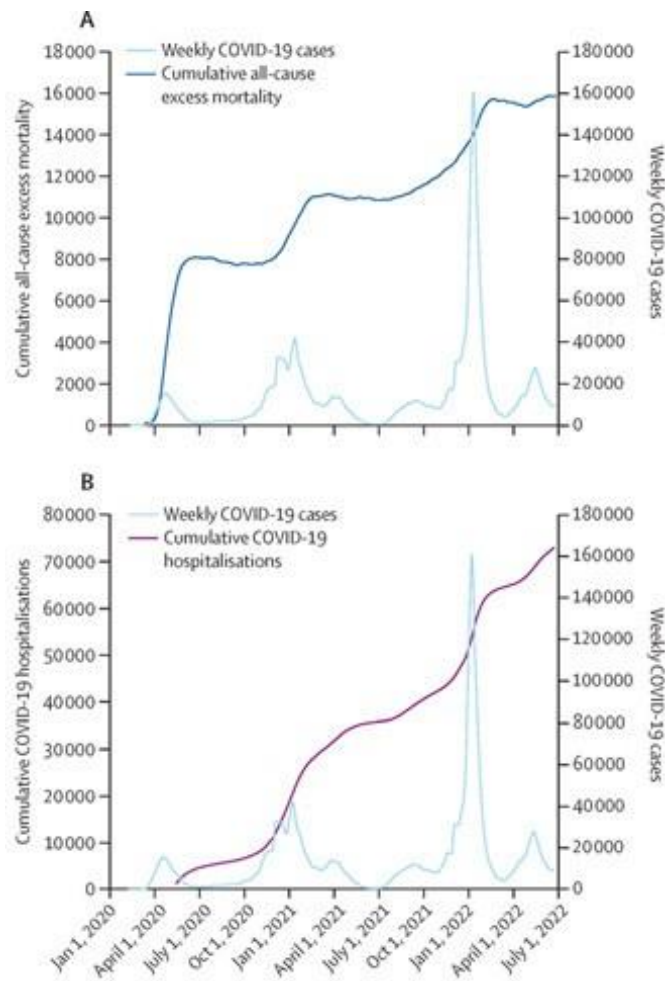 A
Weekly COVID-19 cases
Cumulative all-cause
excess mortality
Cumulative all-cause excess mortality
18000
16000
14000
12000
10000
8000
6000
4000
2000
0
180000
160000
140000
120000
100000
80000
60000
40000
20000
0
Weekly COVID-19
cases
B
Weekly COVID-19 cases
Cumulative COVID-19
hospitalisations
Cumulative COVID-19 hospitalisations
80000
70000
60000
50000
40000
30000
20000
10000
0
180000
160000
140000
120000
100000
80000
60000
40000
20000
0
Weekly COVID-19
cases
Jan 1, 2020
April 1, 2020
July 1, 2020
Oct 1, 2020
Jan 1, 2021
April 1, 2021
July 1, 2021
Oct 1, 2021
Jan 1, 2022
April 1, 2022
July 1, 2022